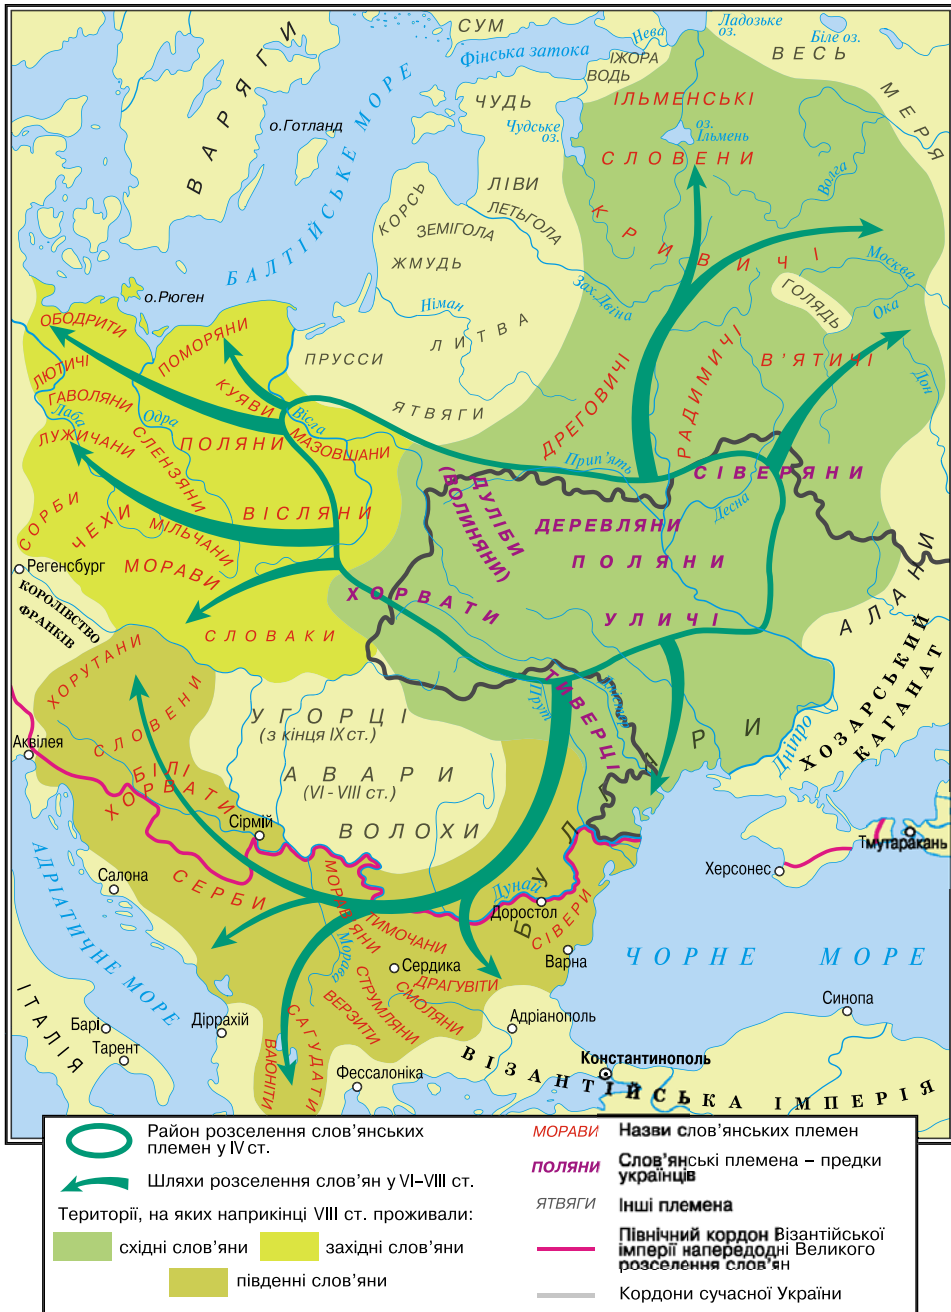 СУМ
Фінська затока
Нева
Ладозьке оз.
Біле оз.
ВЕСЬ
ІЖОРА
ВОДЬ
МЕРЯ
ВАРЯГИ
о.Готланд
БАЛТІЙСЬКЕ МОРЕ
ЧУДЬ
Чудське оз.
ІЛЬМЕНСЬКІ
оз. Ільмень
СЛОВЕНИ
Волга
ЛІВИ
КОРСЬ
ЛЕТЬГОЛА
ЗЕМІГОЛА
ЖМУДЬ
КРИВИЧІ
Москва
Зах.Двіна
ГОЛЯДЬ
Ока
о.Рюген
Німан
ЛИТВА
ОБОДРИТИ
ПОМОРЯНИ
ПРУССИ
ЛЮТИЧІ
КУЯВИ
ЯТВЯГИ
ДРЕГОВИЧІ
РАДИМИЧІ
В'ЯТИЧІ
Дон
ГАВОЛЯНИ
Лаба
Одра
Вісла
ЛУЖИЧАНИ
СЛЕНЗЯНИ
ПОЛЯНИ
МАЗОВШАНИ
Прип'ять
СІВЕРЯНИ
Десна
ДУЛІБИ
(ВОЛИНЯНИ)
ДЕРЕВЛЯНИ
ПОЛЯНИ
СОРБИ
ЧЕХИ
МІЛЬЧАНИ
ВІСЛЯНИ
МОРАВИ
Регенсбург
КОРОЛІВСТВО
ФРАНКІВ
ХОРВАТИ
УЛИЧІ
АЛАНИ
СЛОВАКИ
ХОРУТАНИ
СЛОВЕНИ
УГОРЦІ
(з кінця ІХ ст.)
Прут
Дністер
ТИВЕРЦІ
Дніпро
ХОЗАРСЬКИЙ
КАГАНАТ
Аквілея
БІЛІ
ХОРВАТИ
АВАРИ
(VI - VIII ст.)
ВОЛОХИ
БУЛГАРИ
Сірмій
Тмутаракань
Херсонес
АДРІАТИЧНЕ МОРЕ
Салона
СЕРБИ
МОРАВ'ЯНИ
Морава
ТИМОЧАНИ
Дунай
Доростол
СІВЕРИ
Варна
Сердика
ДРАГУВІТИ
СМОЛЯНИ
СТРУМЛЯНИ
ВЕРЗИТИ
САГУДАТИ
ВАЮНІТИ
ЧОРНЕ МОРЕ
Синопа
ІТАЛІЯ
Барі
Тарент
Діррахій
Адріанополь
Фессалоніка
Константинополь
ВІЗАНТІЙСЬКА ІМПЕРІЯ
Район розселення слов'янських
племен у IV ст.
Шляхи розселення слов'ян у VI–VIII ст.
Території, на яких наприкінці VIII ст. проживали:
східні слов'яни
західні слов'яни
південні слов'яни
МОРАВИ Назви слов'янських племен
ПОЛЯНИ Слов'янські племена – предки
українців
ЯТВЯГИ Інші племена
Північний кордон Візантійської
імперії напередодні Великого
розселення слов'ян
Кордони сучасної України